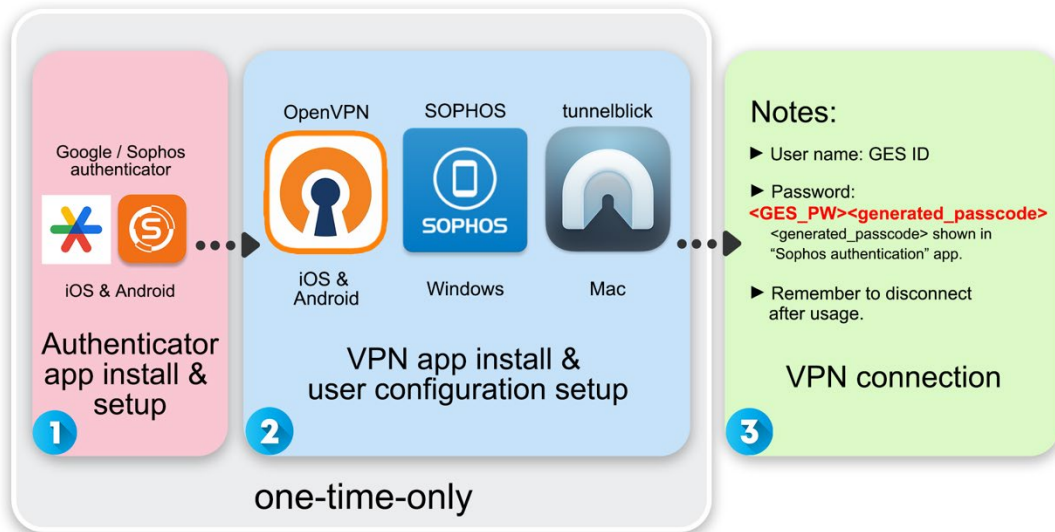 Google / Sophos
authenticator
iOS & Android
Authenticator
app install &
setup
1
OpenVPN
iOS &
Android
SOPHOS
SOPHOS
Windows
tunnelblick
Mac
VPN app install &
user configuration setup
2
one-time-only
Notes:
► User name: GES ID
► Password:
<GES_PW><generated_passcode>
<generated_passcode> shown in
“Sophos authentication” app.
► Remember to disconnect
after usage.
VPN connection
3